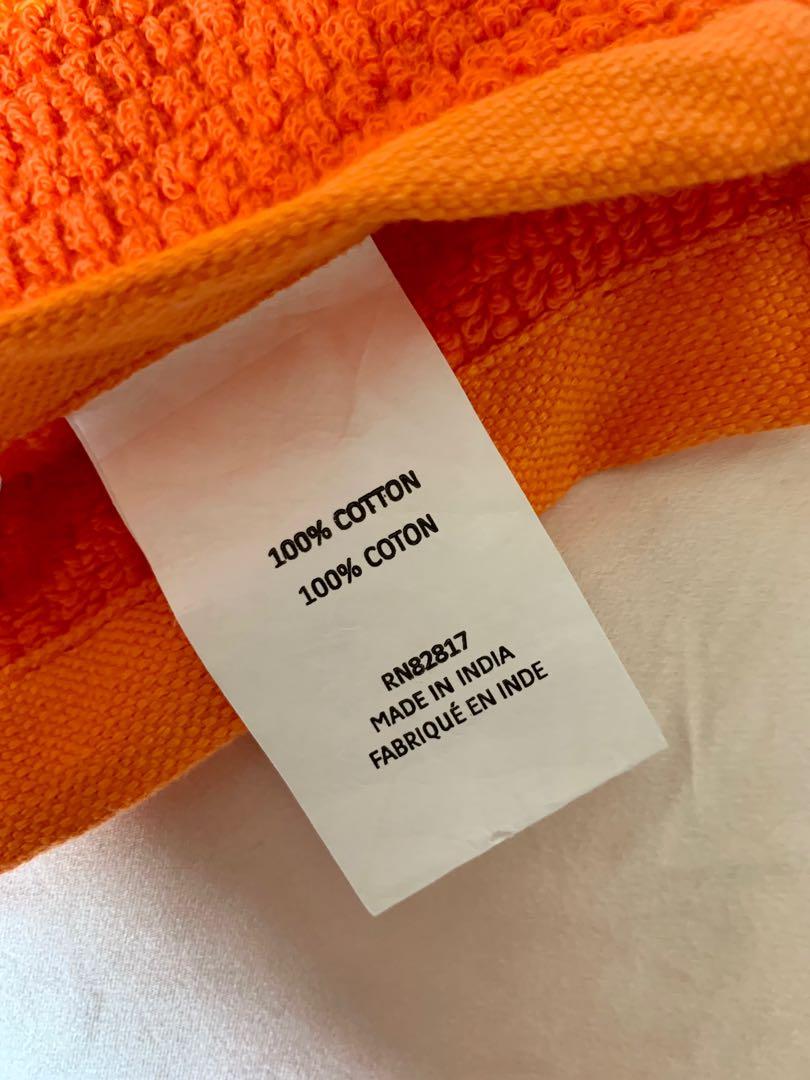 100% COTTON
100% COTON
RN82817
MADE IN INDIA
FABRIQUÉ EN INDE